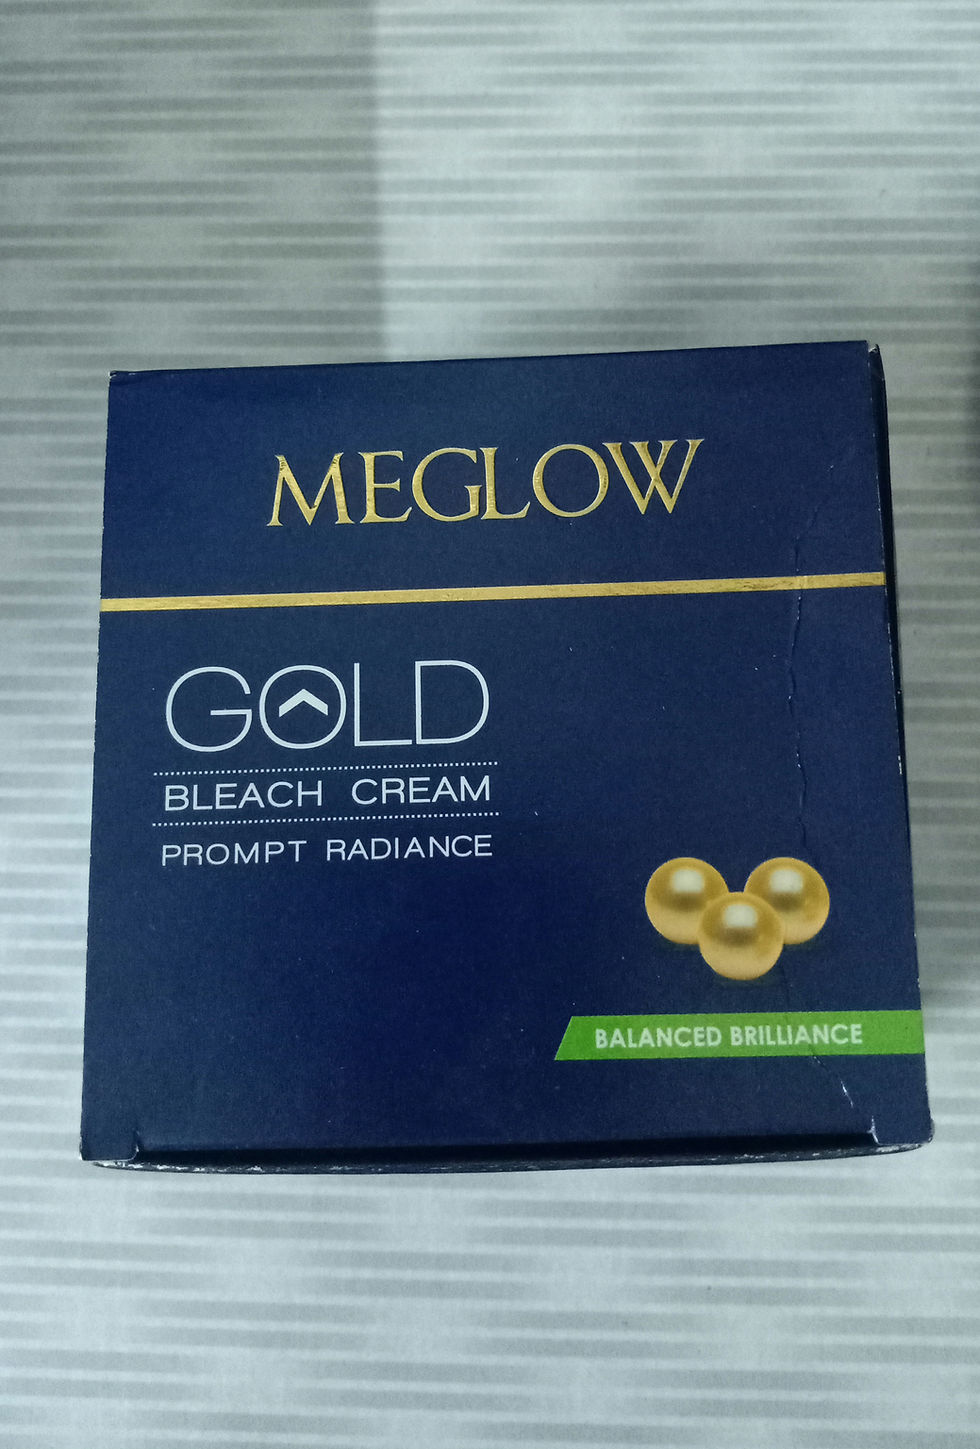 MEGLOW
GOLD
BLEACH CREAM
PROMPT RADIANCE
BALANCED BRILLIANCE